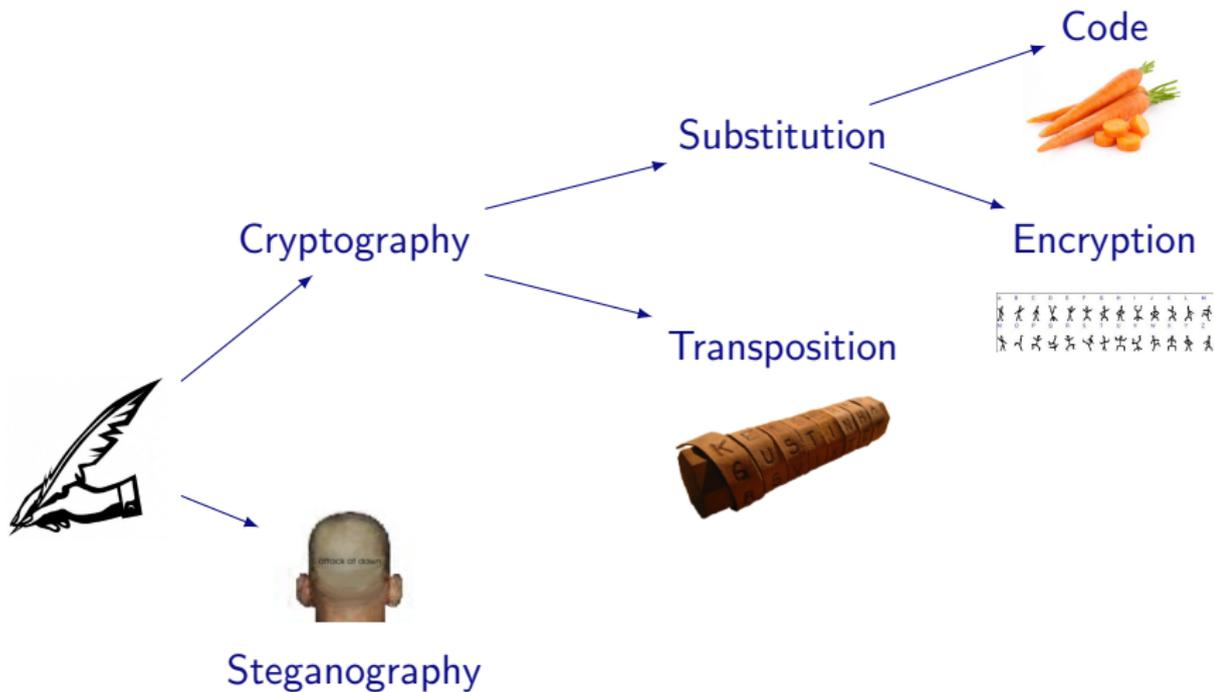 Code
Substitution
Cryptography
Encryption
A B C D E F G H I J K L M
N O P Q R S T U V W X Y Z
Transposition
K E
G U S T I N
attack at dawn
Steganography